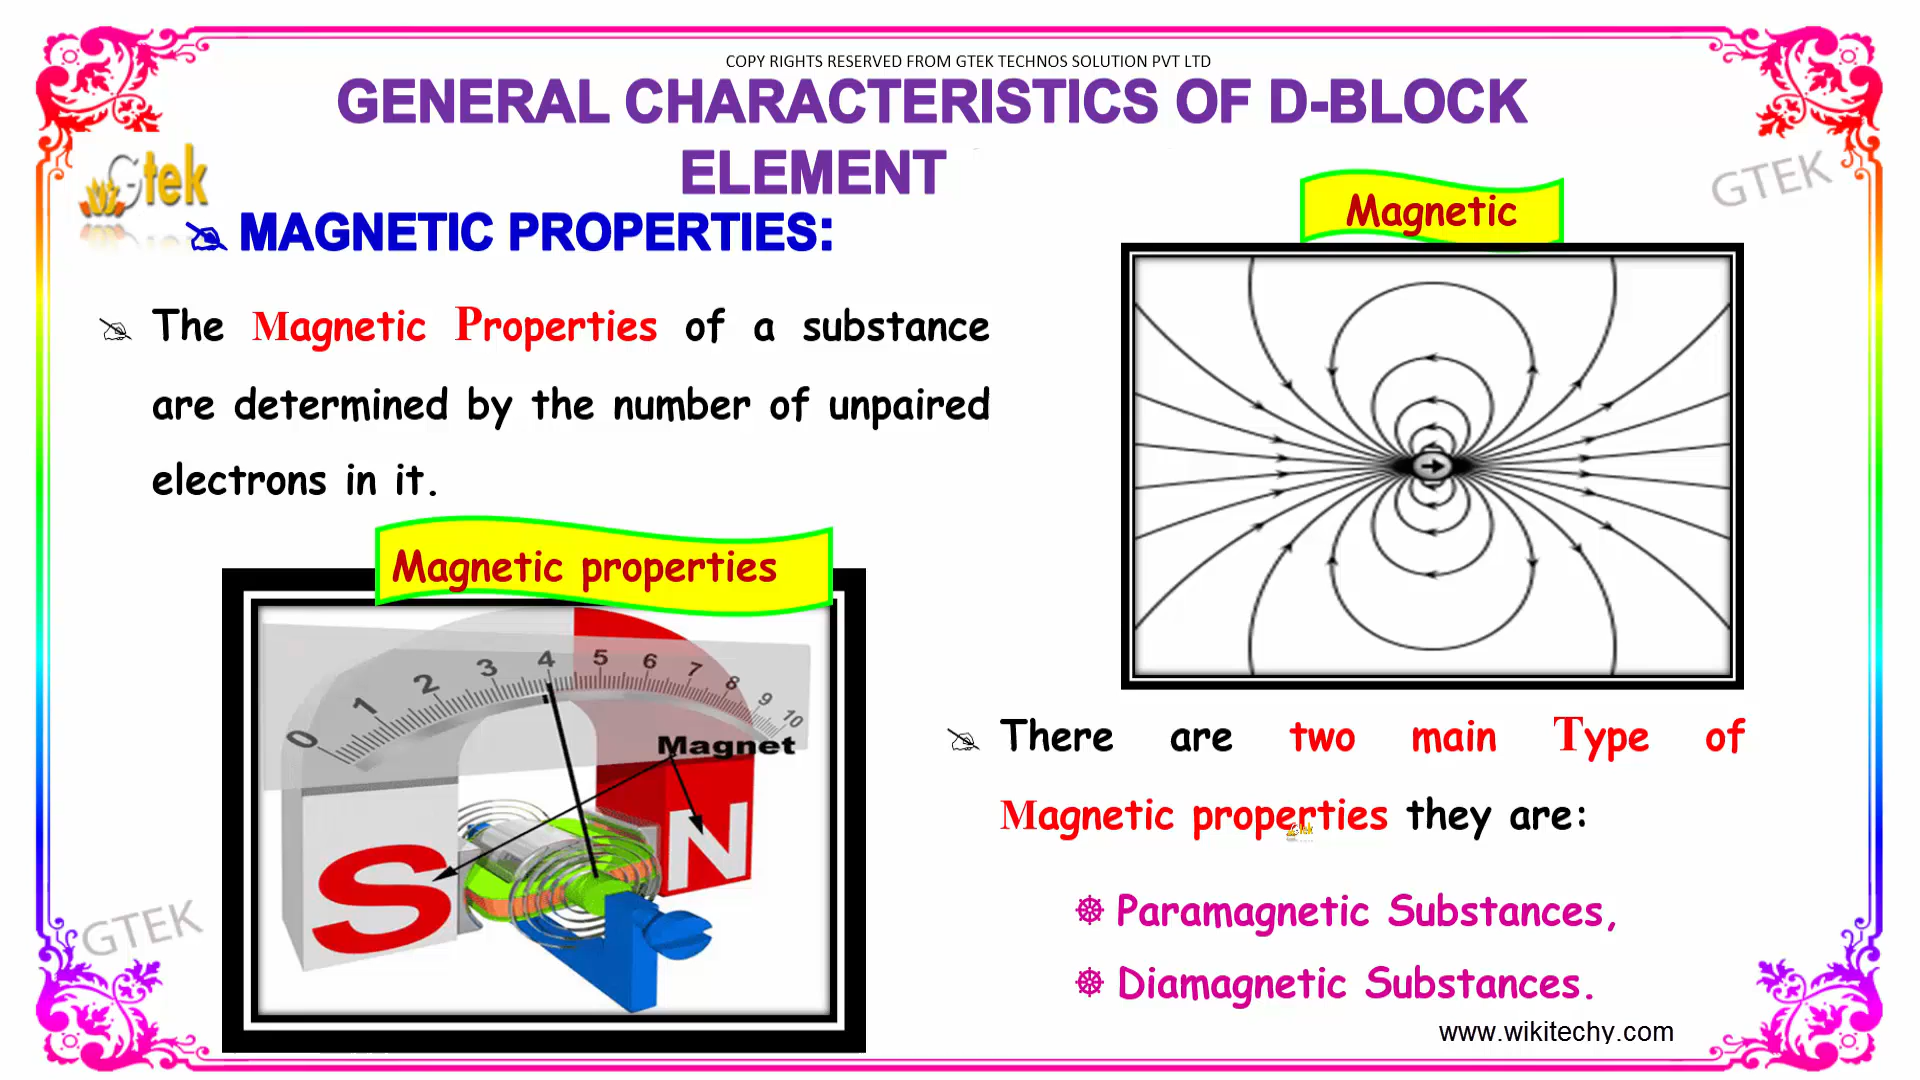 COPY RIGHTS RESERVED FROM GTEK TECHNOS SOLUTION PVT LTD
GENERAL CHARACTERISTICS OF D-BLOCK
ELEMENT
Gtek
GTEK
MAGNETIC PROPERTIES:
Magnetic
The Magnetic Properties of a substance
are determined by the number of unpaired
electrons in it.
Magnetic properties
0 1 2 3 4 5 6 7 8 9 10
Magnet
S
N
There are two main Type of
Magnetic properties they are:
Paramagnetic Substances,
Diamagnetic Substances.
GTEK
www.wikitechy.com